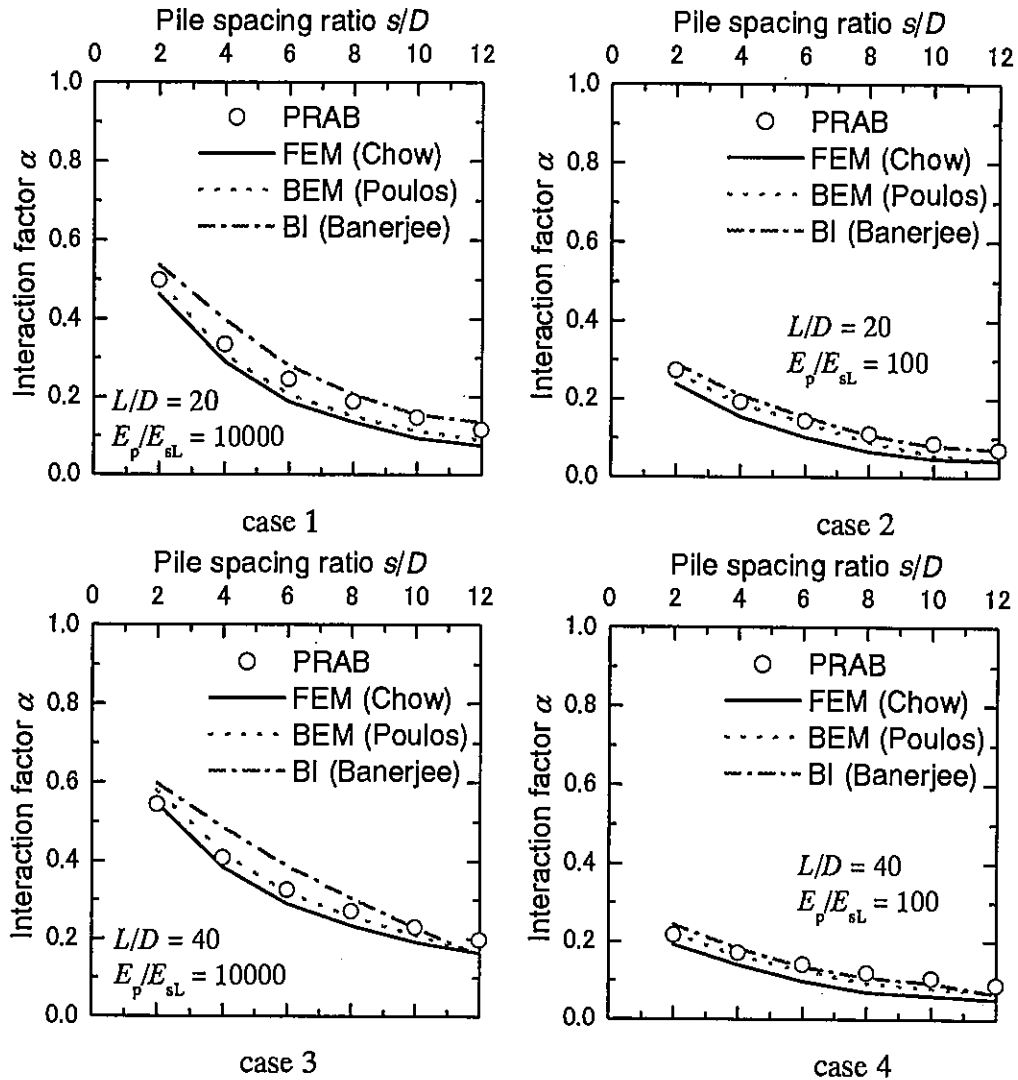 Pile spacing ratio s/D
0 2 4 6 8 10 12
1.0
0.8
0.6
0.4
0.2
0.0
Interaction factor α
PRAB
FEM (Chow)
BEM (Poulos)
BI (Banerjee)
L/D = 20
E_p/E_sL = 10000
case 1
Pile spacing ratio s/D
0 2 4 6 8 10 12
1.0
0.8
0.6
0.4
0.2
0.0
Interaction factor α
PRAB
FEM (Chow)
BEM (Poulos)
BI (Banerjee)
L/D = 20
E_p/E_sL = 100
case 2
Pile spacing ratio s/D
0 2 4 6 8 10 12
1.0
0.8
0.6
0.4
0.2
0.0
Interaction factor α
PRAB
FEM (Chow)
BEM (Poulos)
BI (Banerjee)
L/D = 40
E_p/E_sL = 10000
case 3
Pile spacing ratio s/D
0 2 4 6 8 10 12
1.0
0.8
0.6
0.4
0.2
0.0
Interaction factor α
PRAB
FEM (Chow)
BEM (Poulos)
BI (Banerjee)
L/D = 40
E_p/E_sL = 100
case 4